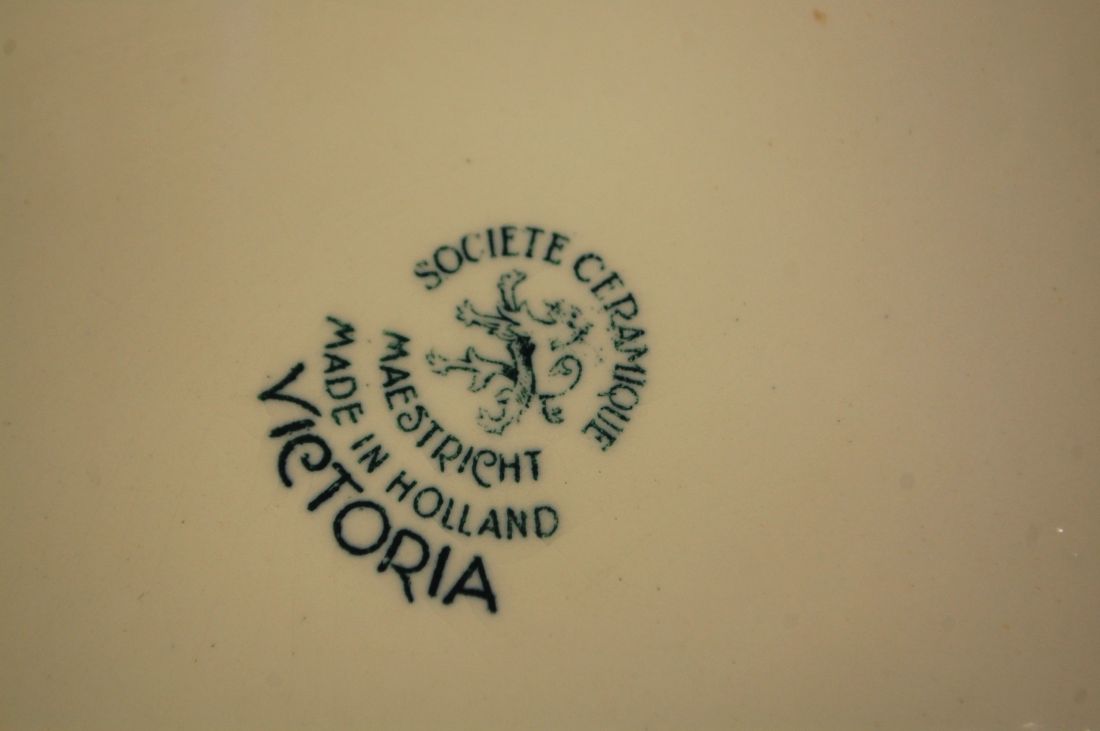 SOCIETE CERAMIQUE
MAESTRICHT
MADE IN HOLLAND
VICTORIA